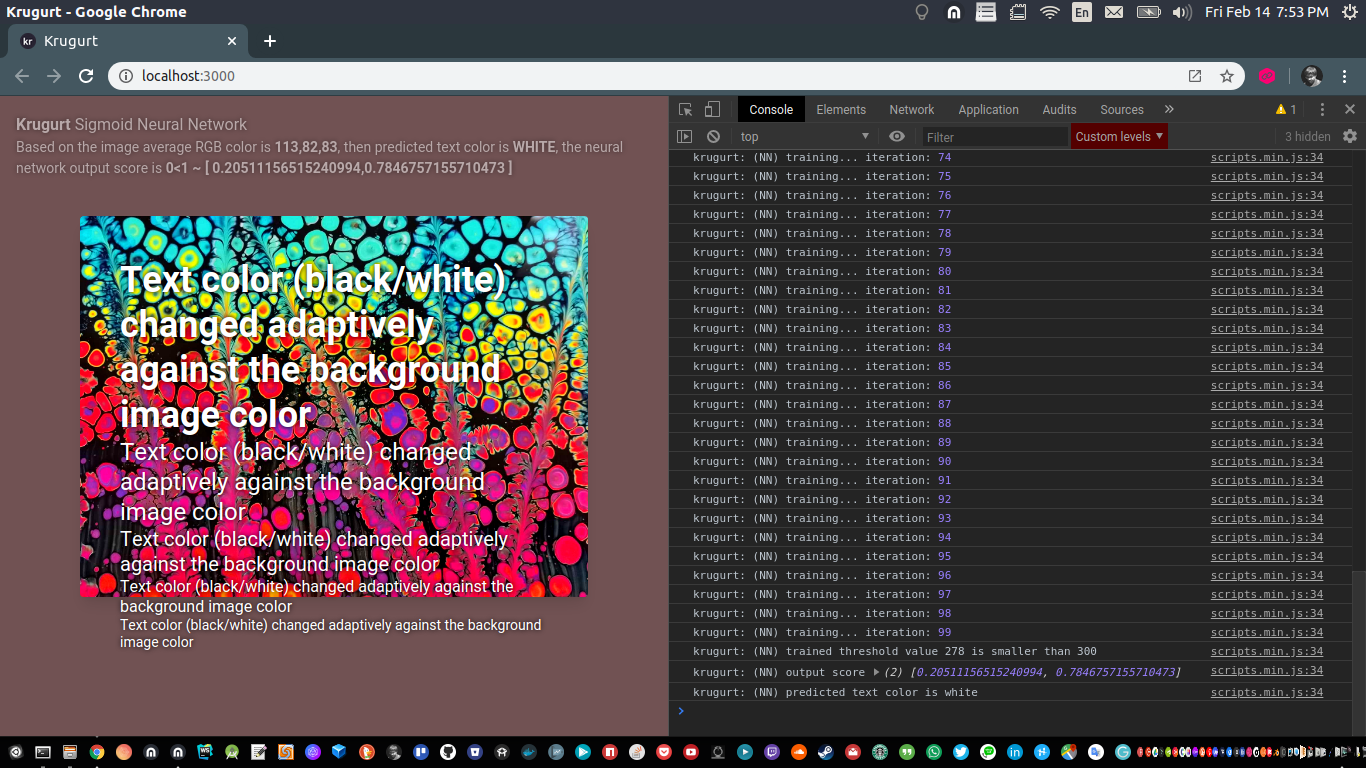 Krugurt - Google Chrome
En
Fri Feb 14 7:53 PM
kr Krugurt
localhost:3000
Krugurt Sigmoid Neural Network
Based on the image average RGB color is 113,82,83, then predicted text color is WHITE, the neural
network output score is 0<1 ~ [ 0.20511156515240994,0.7846757155710473 ]
Text color (black/white)
changed adaptively
against the background
image color
Text color (black/white) changed
adaptively against the background
image color
Text color (black/white) changed adaptively
against the background image color
Text color (black/white) changed adaptively against the
background image color
Text color (black/white) changed adaptively against the background
image color
Console Elements Network Application Audits Sources » 1
top Filter Custom levels 3 hidden
krugurt: (NN) training... iteration: 74 scripts.min.js:34
krugurt: (NN) training... iteration: 75 scripts.min.js:34
krugurt: (NN) training... iteration: 76 scripts.min.js:34
krugurt: (NN) training... iteration: 77 scripts.min.js:34
krugurt: (NN) training... iteration: 78 scripts.min.js:34
krugurt: (NN) training... iteration: 79 scripts.min.js:34
krugurt: (NN) training... iteration: 80 scripts.min.js:34
krugurt: (NN) training... iteration: 81 scripts.min.js:34
krugurt: (NN) training... iteration: 82 scripts.min.js:34
krugurt: (NN) training... iteration: 83 scripts.min.js:34
krugurt: (NN) training... iteration: 84 scripts.min.js:34
krugurt: (NN) training... iteration: 85 scripts.min.js:34
krugurt: (NN) training... iteration: 86 scripts.min.js:34
krugurt: (NN) training... iteration: 87 scripts.min.js:34
krugurt: (NN) training... iteration: 88 scripts.min.js:34
krugurt: (NN) training... iteration: 89 scripts.min.js:34
krugurt: (NN) training... iteration: 90 scripts.min.js:34
krugurt: (NN) training... iteration: 91 scripts.min.js:34
krugurt: (NN) training... iteration: 92 scripts.min.js:34
krugurt: (NN) training... iteration: 93 scripts.min.js:34
krugurt: (NN) training... iteration: 94 scripts.min.js:34
krugurt: (NN) training... iteration: 95 scripts.min.js:34
krugurt: (NN) training... iteration: 96 scripts.min.js:34
krugurt: (NN) training... iteration: 97 scripts.min.js:34
krugurt: (NN) training... iteration: 98 scripts.min.js:34
krugurt: (NN) training... iteration: 99 scripts.min.js:34
krugurt: (NN) trained threshold value 278 is smaller than 300 scripts.min.js:34
krugurt: (NN) output score (2) [0.20511156515240994, 0.7846757155710473] scripts.min.js:34
krugurt: (NN) predicted text color is white scripts.min.js:34